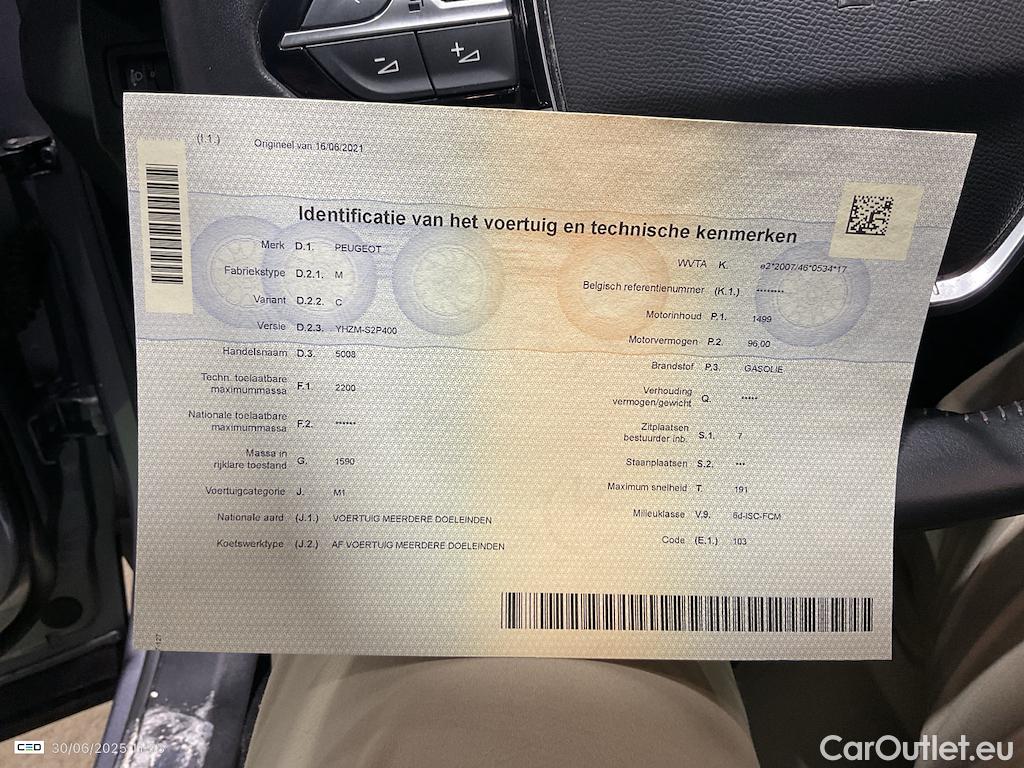 (I.1.) Origineel van 16/06/2021
Identificatie van het voertuig en technische kenmerken
Merk D.1. PEUGEOT
Fabriekstype D.2.1. M
Variant D.2.2. C
Versie D.2.3. YHZM-S2P400
Handelsnaam D.3. 5008
Techn. toelaatbare
maximummassa F.1 2200
Nationale toelaatbare
maximummassa F.2. ******
Massa in
rijklare toestand G. 1590
Voertuigcategorie J. M1
Nationale aard (J.1.) VOERTUIG MEERDERE DOELEINDEN
Koetswerktype (J.2.) AF VOERTUIG MEERDERE DOELEINDEN
WVTA K. e2*2007/46*0534*17
Belgisch referentienummer (K.1.) ********
Motorinhoud P.1. 1499
Motorvermogen P.2. 96,00
Brandstof P.3. GASOLIE
Verhouding
vermogen/gewicht Q. *****
Zitplaatsen
bestuurder inb. S.1. 7
Staanplaatsen S.2. ***
Maximum snelheid T. 191
Milieuklasse V.9. 6d-ISC-FCM
Code (E.1.) 103
CEO 30/06/2025
CarOutlet.eu